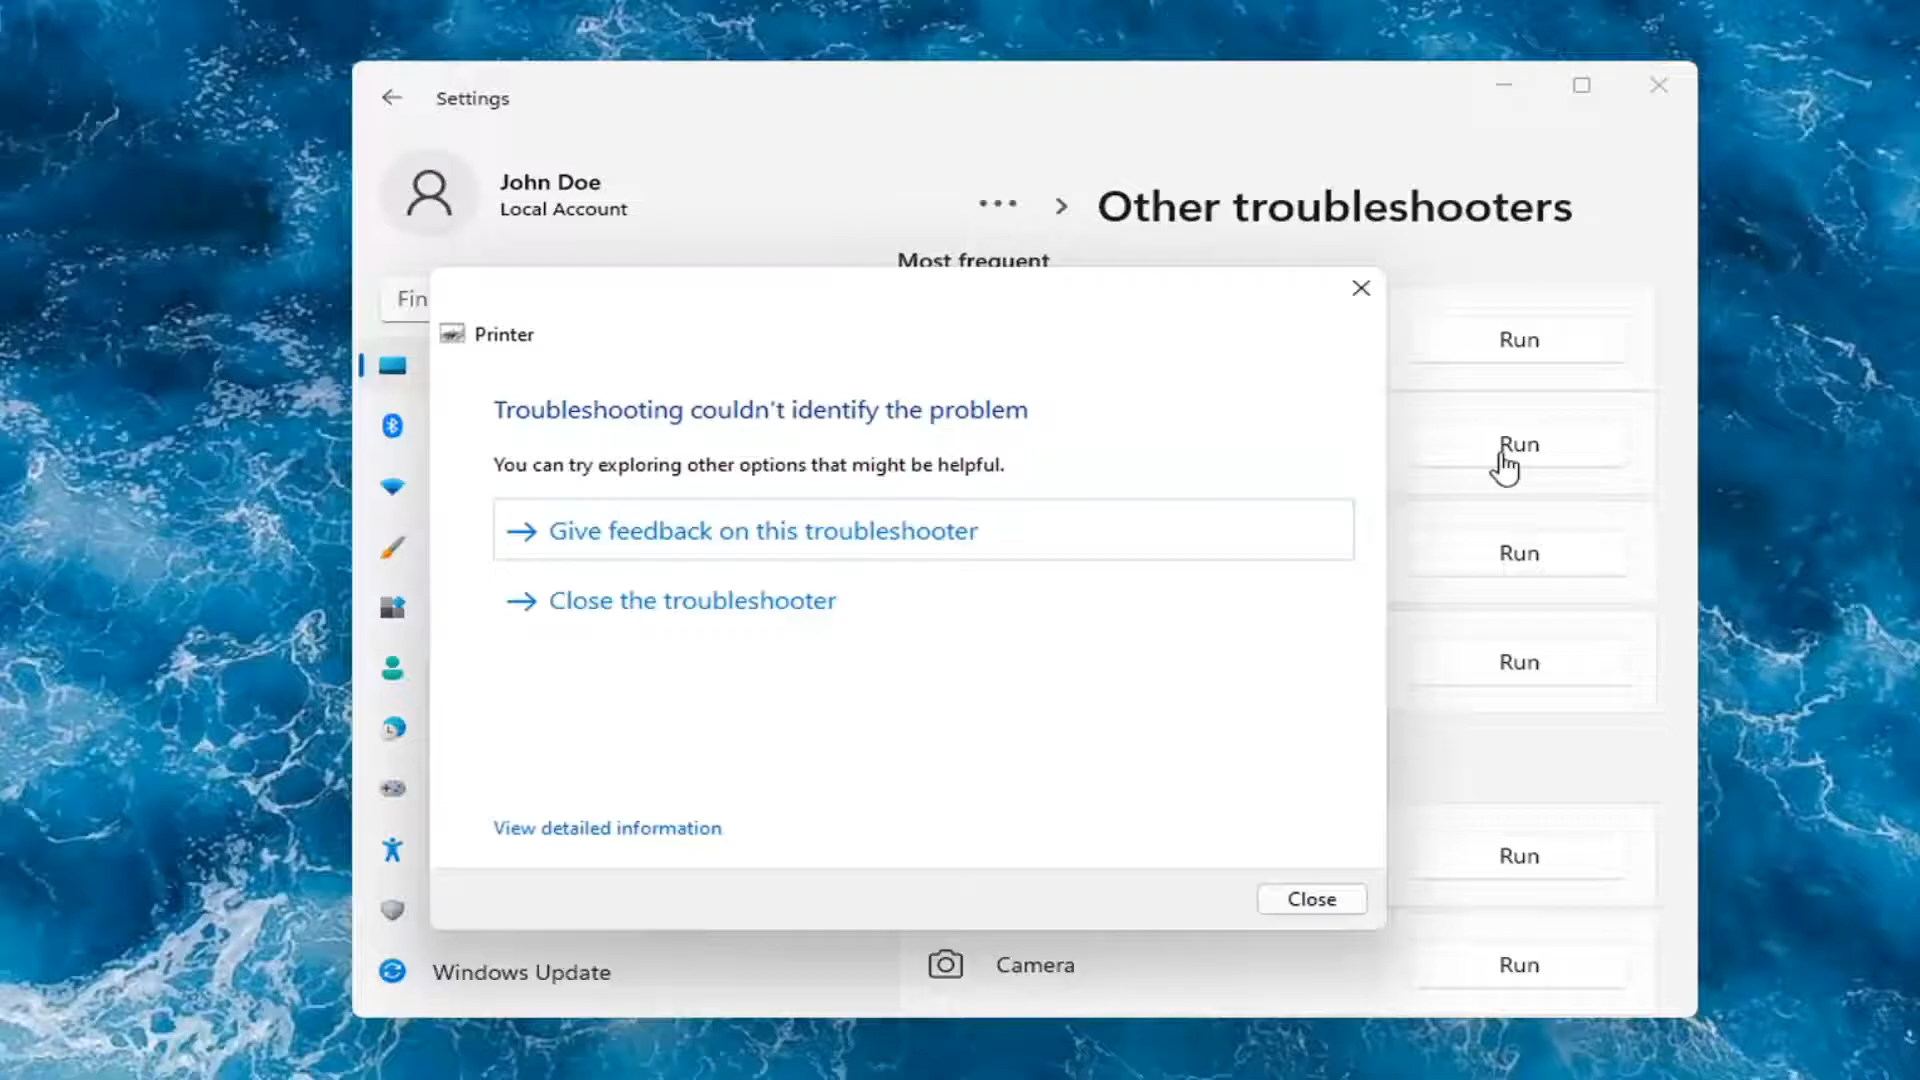 Settings
John Doe
Local Account
... > Other troubleshooters
Most frequent
Fin
Printer
Run
Troubleshooting couldn't identify the problem
You can try exploring other options that might be helpful.
Run
→ Give feedback on this troubleshooter
Run
→ Close the troubleshooter
Run
View detailed information
Run
Close
Windows Update
Camera
Run